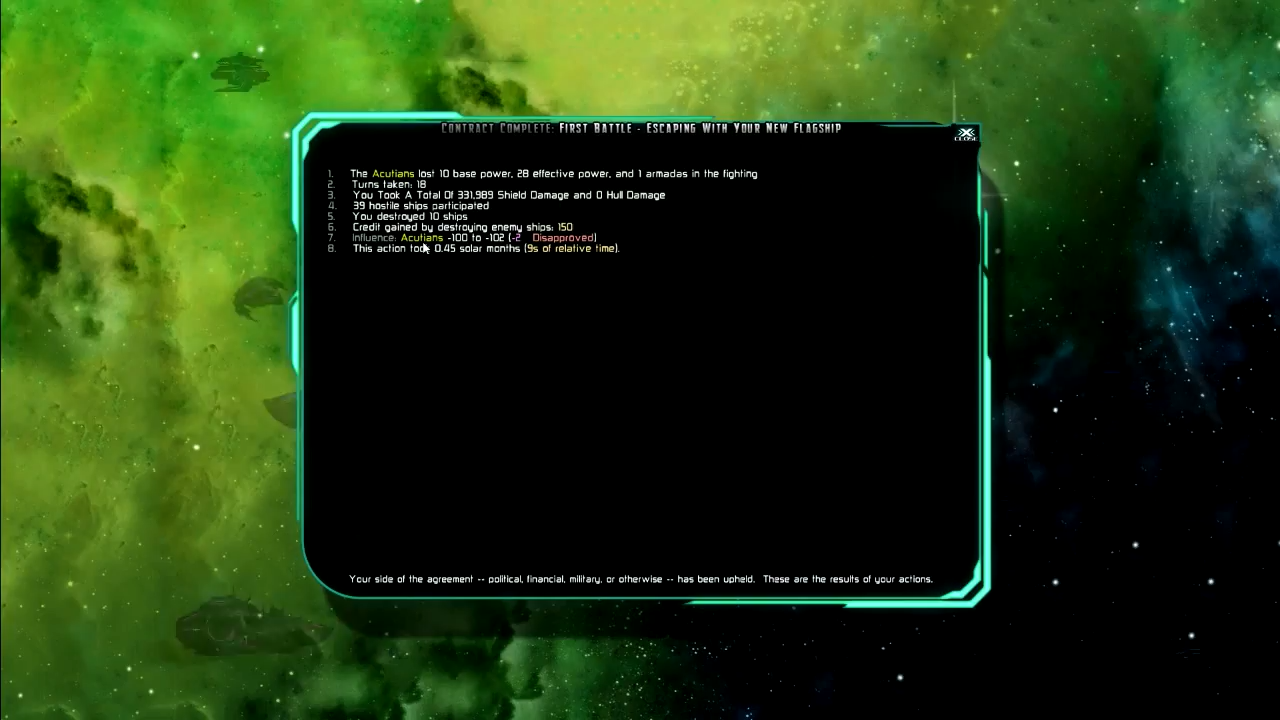 Contract Complete: First Battle - Escaping With Your New Flagship
CLOSE
1. The Acutians lost 10 base power, 28 effective power, and 1 armadas in the fighting
2. Turns taken: 18
3. You Took A Total Of 331,989 Shield Damage and 0 Hull Damage
4. 39 hostile ships participated
5. You destroyed 10 ships
6. Credit gained by destroying enemy ships: 150
7. Influence: Acutians -100 to -102 (-2 Disapproved)
8. This action took 0.45 solar months (9s of relative time).
Your side of the agreement -- political, financial, military, or otherwise -- has been upheld. These are the results of your actions.